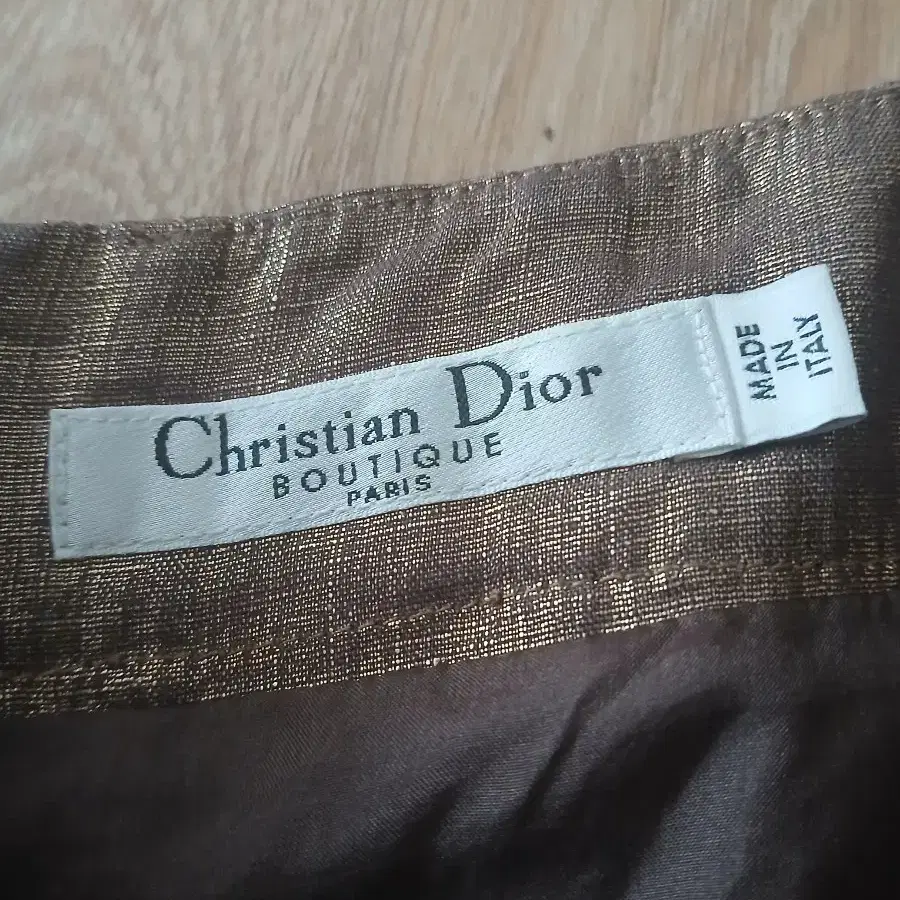 Christian Dior
BOUTIQUE
PARIS
MADE
IN
ITALY